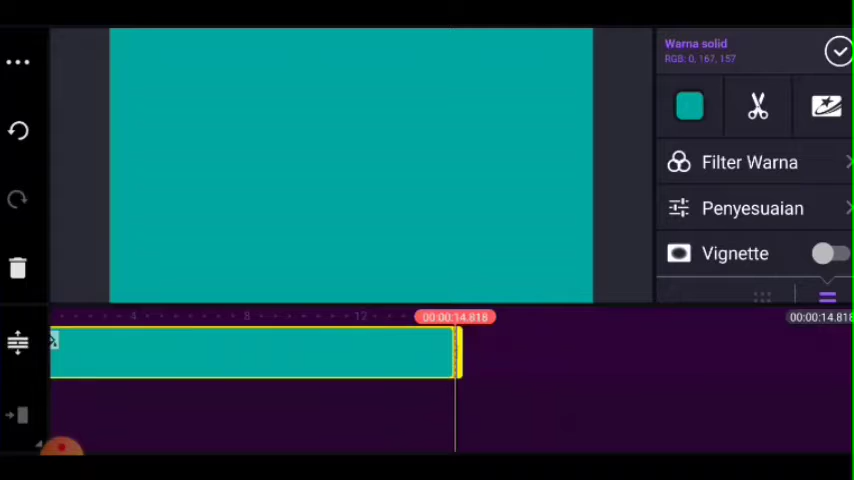 Warna solid
RGB: 0, 167, 157
Filter Warna
Penyesuaian
Vignette
4 8 12 00:00:14.818 00:00:14.818